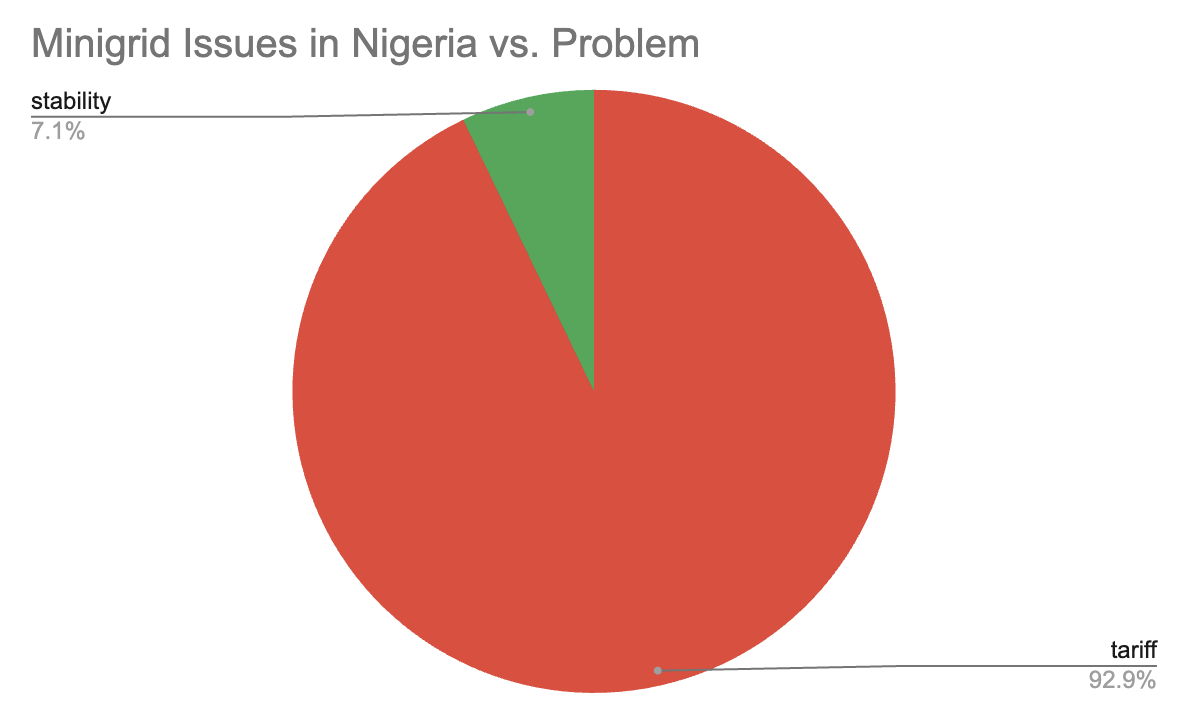 Minigrid Issues in Nigeria vs. Problem
stability
7.1%
tariff
92.9%